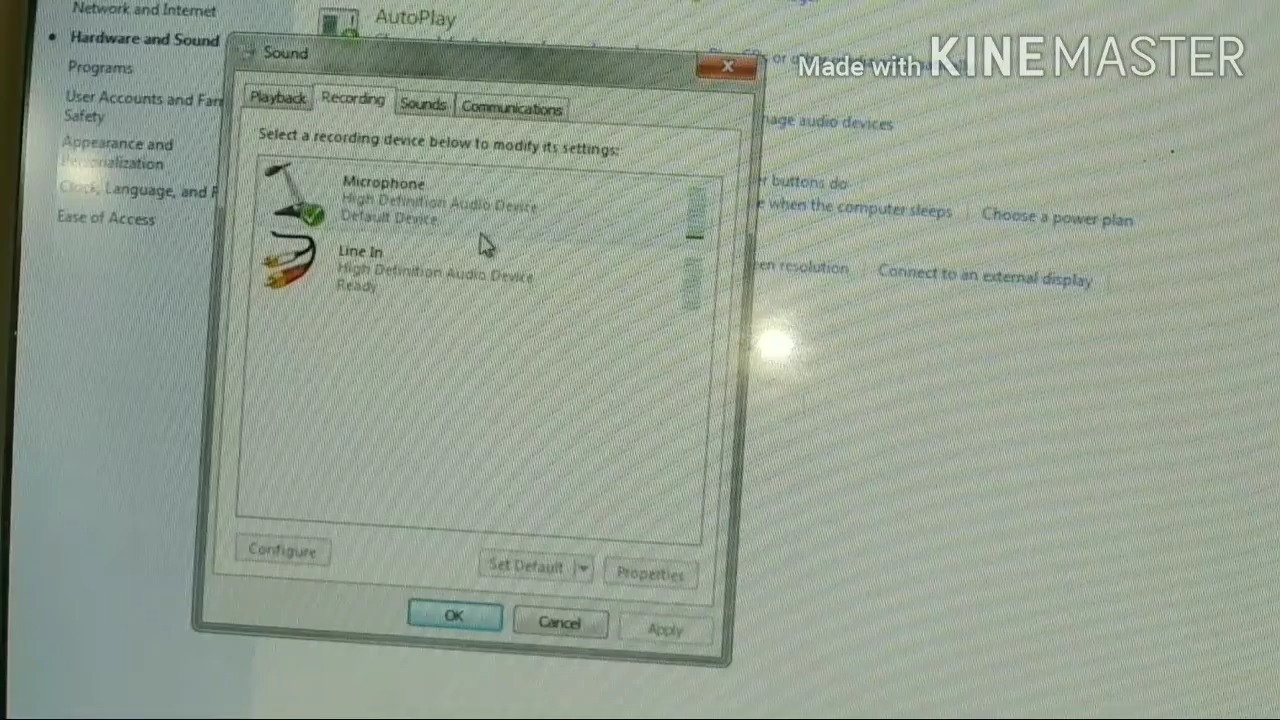 Network and Internet
Hardware and Sound
Programs
User Accounts and Fam
Safety
Appearance and
Personalization
Clock, Language, and R
Ease of Access
AutoPlay
Made with KINEMASTER
Sound
Playback Recording Sounds Communications
Select a recording device below to modify its settings:
Microphone
High Definition Audio Device
Default Device
Line In
High Definition Audio Device
Ready
Configure Set Default Properties
OK Cancel Apply
audio devices
buttons do
when the computer sleeps Choose a power plan
resolution Connect to an external display